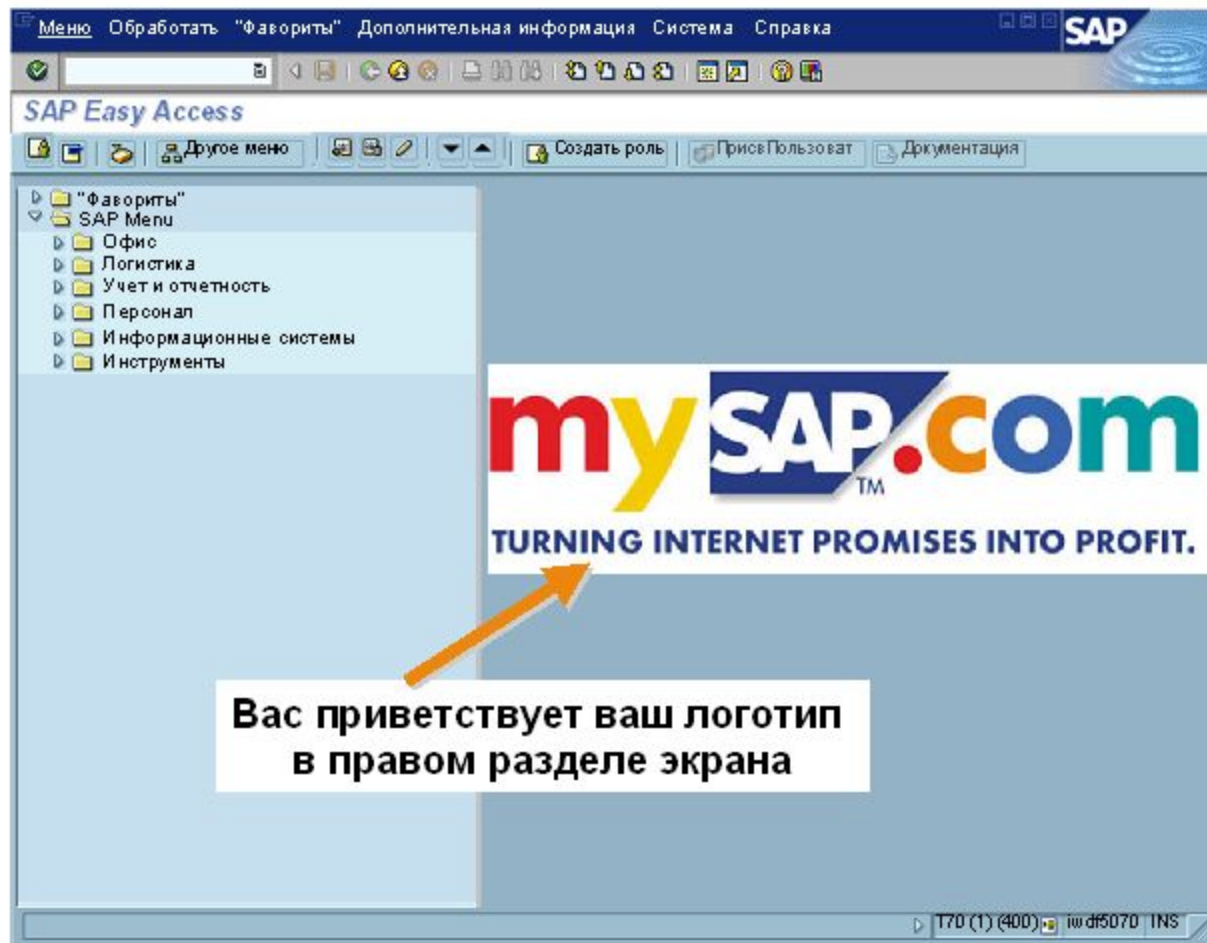 Меню Обработать "Фавориты" Дополнительная информация Система Справка
SAP
SAP Easy Access
Другое меню Создать роль ПрисвПользоват Документация
"Фавориты"
SAP Menu
Офис
Логистика
Учет и отчетность
Персонал
Информационные системы
Инструменты
mySAP.com
TM
TURNING INTERNET PROMISES INTO PROFIT.
Вас приветствует ваш логотип
в правом разделе экрана
T70 (1) (400) iwdf5070 INS